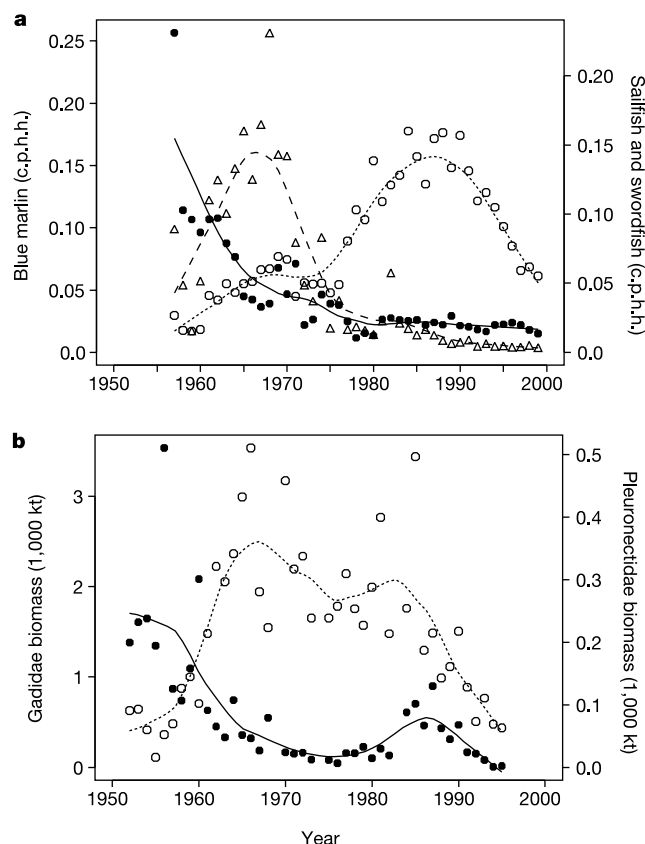 a
Blue marlin (c.p.h.h.)
0.25
0.20
0.15
0.10
0.05
0.0
Sailfish and swordfish (c.p.h.h.)
0.20
0.15
0.10
0.05
0.0
1950 1960 1970 1980 1990 2000
b
Gadidae biomass (1,000 kt)
3
2
1
0
Pleuronectidae biomass (1,000 kt)
0.5
0.4
0.3
0.2
0.1
0.0
1950 1960 1970 1980 1990 2000
Year